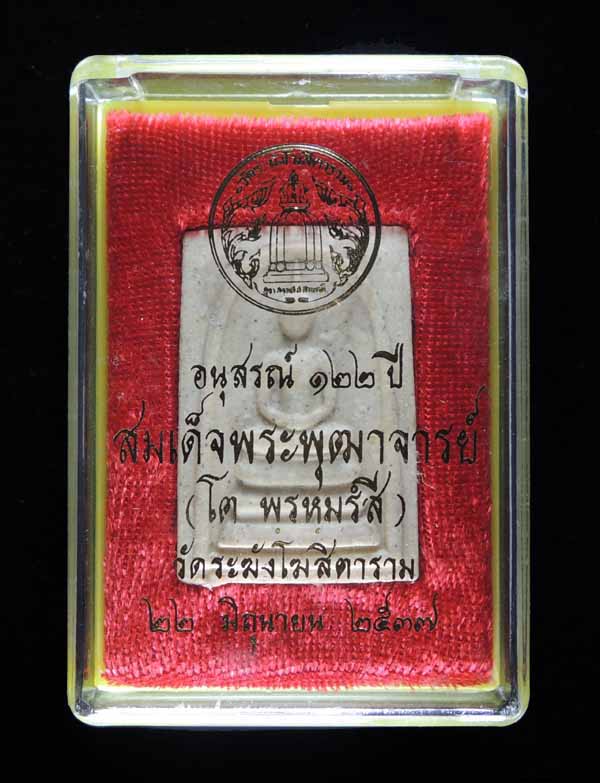 อนุสรณ์ ๑๒๒ ปี
สมเด็จพระพุฒาจารย์
(โต พรหมรํสี)
วัดระฆังโฆสิตาราม
๒๒ มิถุนายน ๒๕๓๗